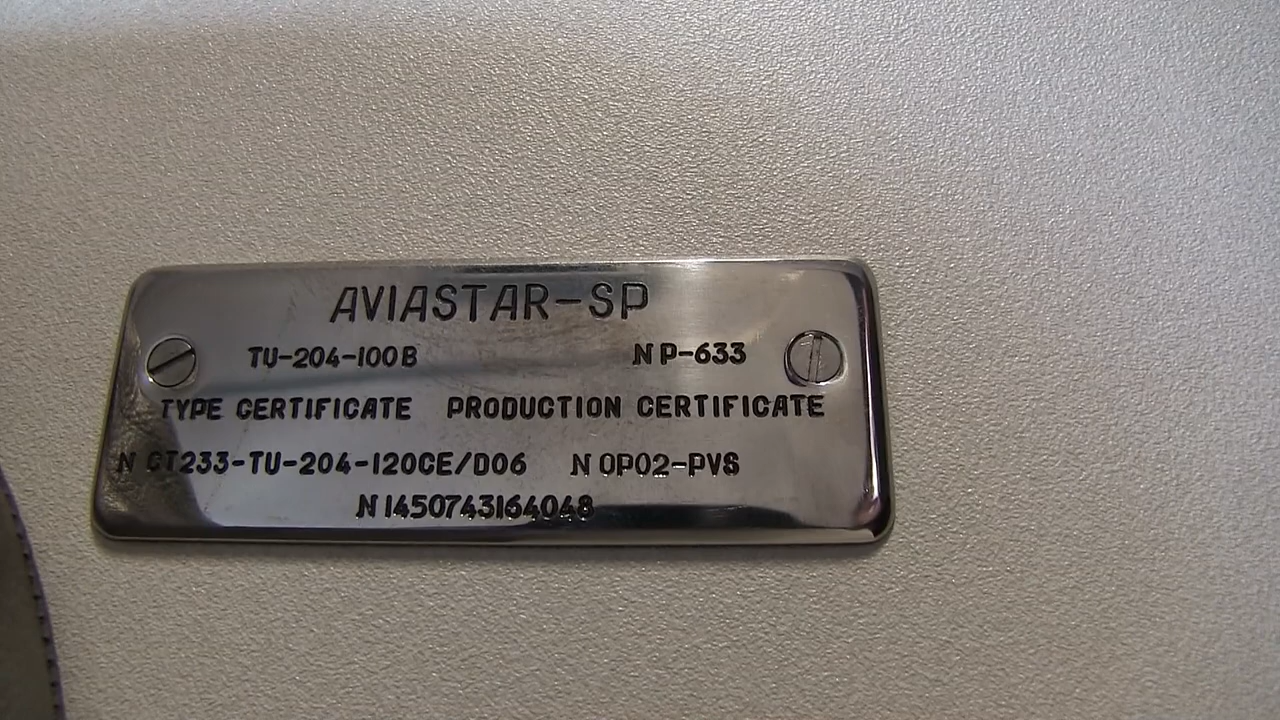 AVIASTAR-SP
TU-204-100B N P-633
TYPE CERTIFICATE PRODUCTION CERTIFICATE
N CT233-TU-204-120CE/D06 N OP02-PVS
N 1450743164048